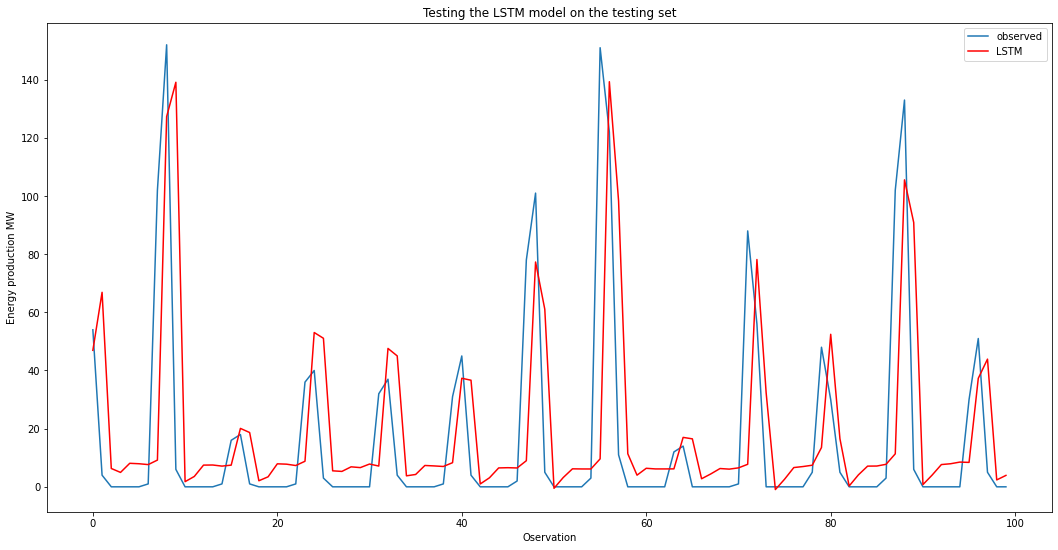 Testing the LSTM model on the testing set
observed
LSTM
Energy production MW
140
120
100
80
60
40
20
0
0
20
40
60
80
100
Oservation